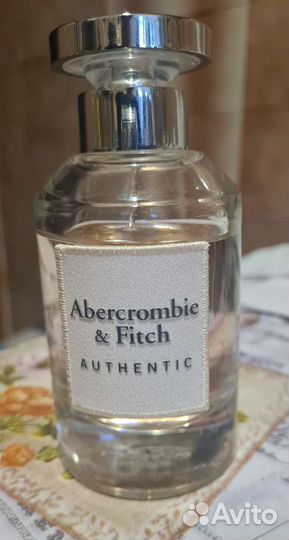 Abercrombie
& Fitch
AUTHENTIC
Avito